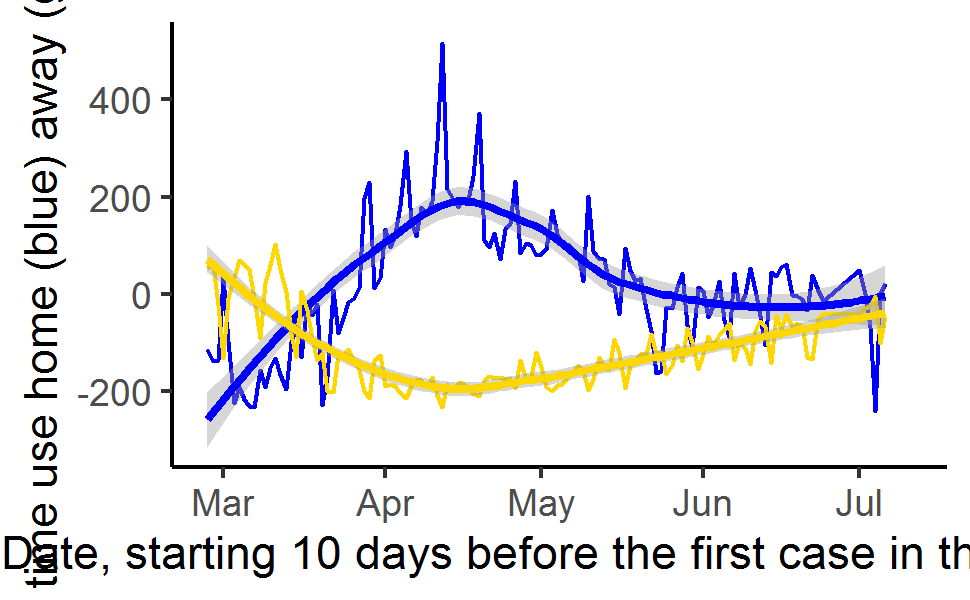 time use home (blue) away (
400
200
0
-200
Mar Apr May Jun Jul
Date, starting 10 days before the first case in th